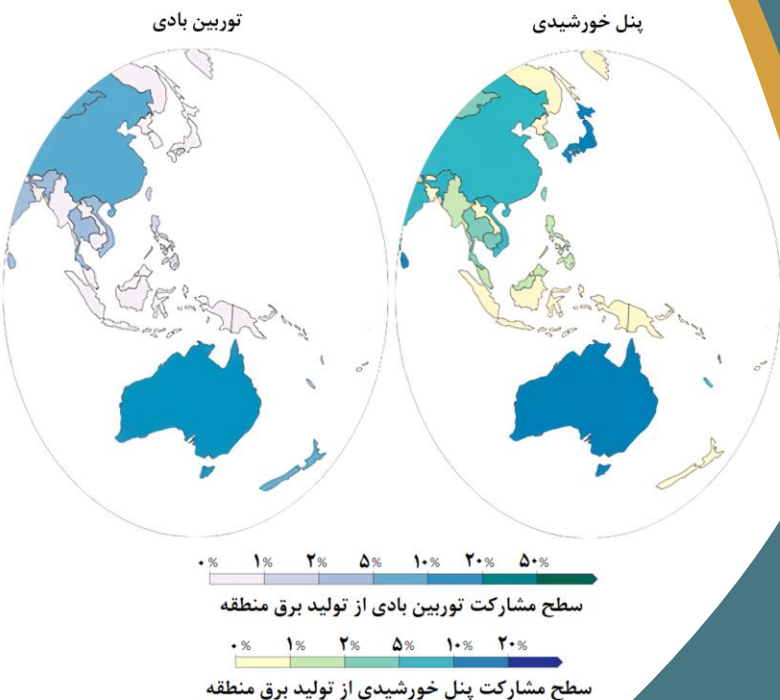 پنل خورشیدی
توربین بادی
۰% ۱% ۲% ۵% ۱۰% ۲۰% ۵۰%
سطح مشارکت توربین بادی از تولید برق منطقه
۰% ۱% ۲% ۵% ۱۰% ۲۰%
سطح مشارکت پنل خورشیدی از تولید برق منطقه